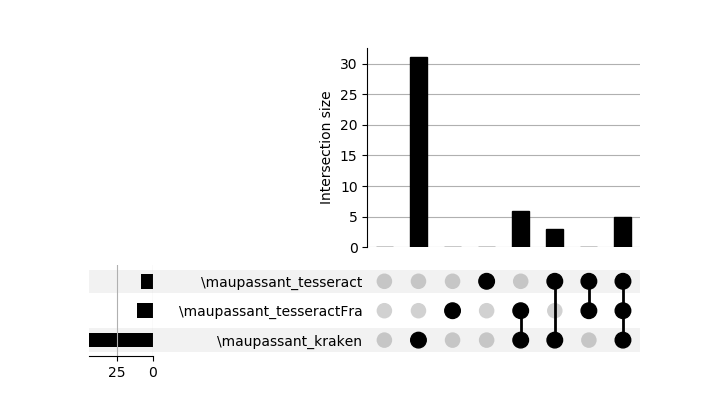 30
25
20
15
10
5
0
Intersection size
\maupassant_tesseract
\maupassant_tesseractFra
\maupassant_kraken
25 0